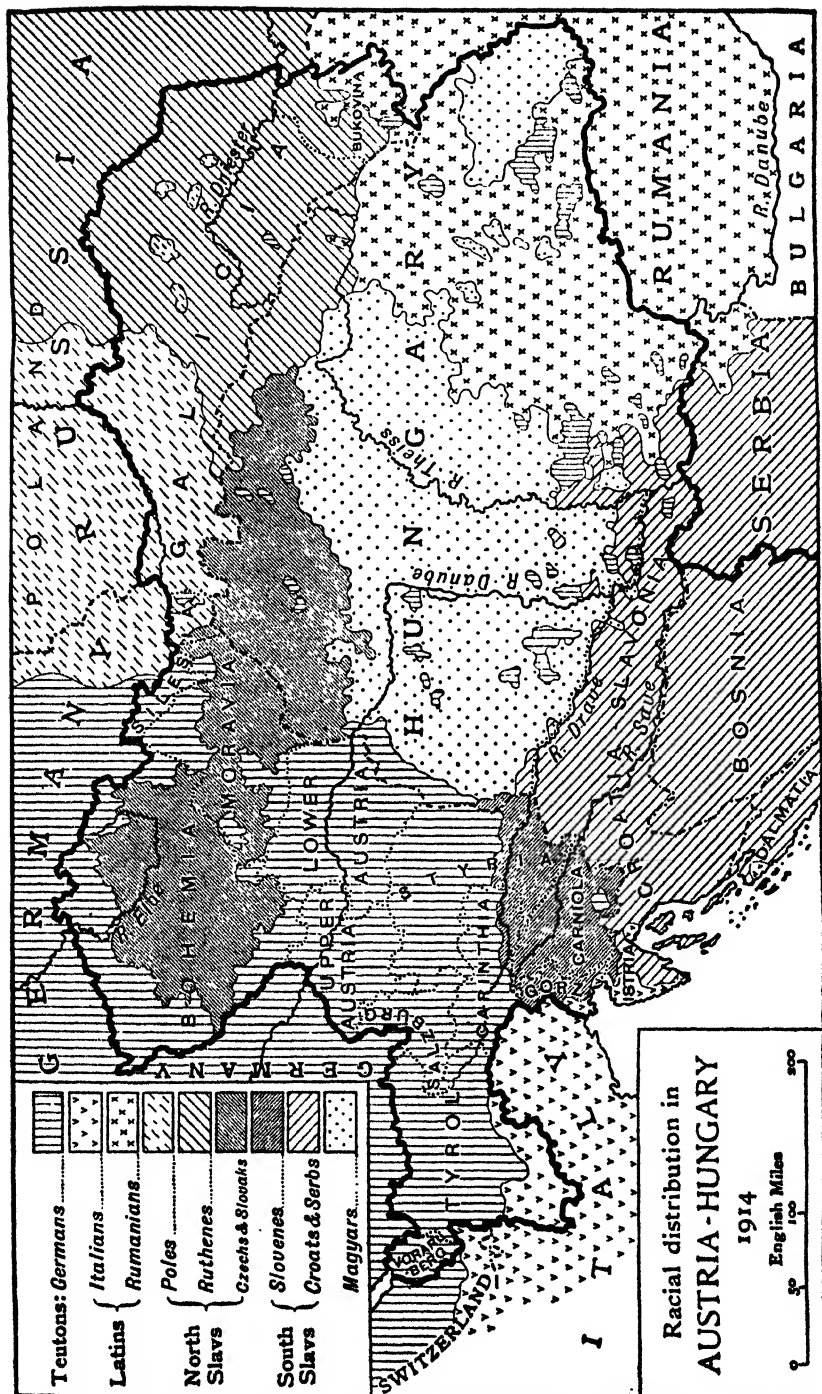 Teutons: Germans
Latins { Italians
Rumanians
North Slavs { Poles
Ruthenes
Czechs & Slovaks
South Slavs { Slovenes
Croats & Serbs
Magyars
Racial distribution in
AUSTRIA-HUNGARY
1914
English Miles
0 50 100 200
GERMANY
GERMANY
POLAND
RUSSIA
R. Elbe
BOHEMIA
MORAVIA
SILESIA
GALICIA
R. Dniester
BUKOVINA
UPPER AUSTRIA
LOWER AUSTRIA
SALZBURG
TYROL
VORARLBERG
SWITZERLAND
CARINTHIA
STYRIA
CARNIOLA
GORZ
ISTRIA
ITALY
HUNGARY
R. Danube
R. Theiss
R. Drave
R. Save
CROATIA-SLAVONIA
DALMATIA
BOSNIA
SERBIA
RUMANIA
R. Danube
BULGARIA